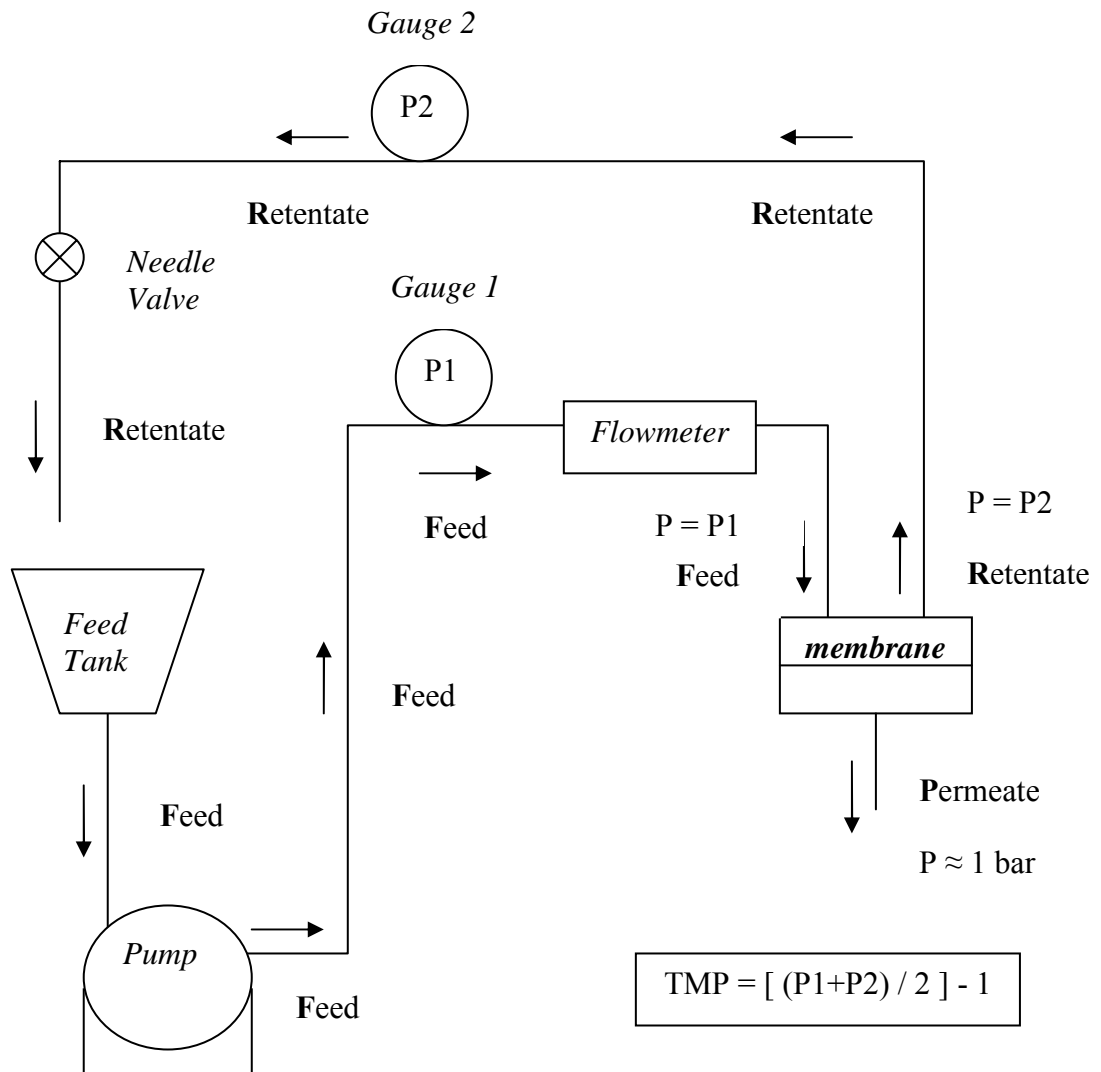 Gauge 2
P2
Retentate
Retentate
Needle
Valve
Gauge 1
P1
Retentate
Flowmeter
Feed
P = P1
Feed
P = P2
Retentate
Feed
Tank
membrane
Feed
Feed
Permeate
P ≈ 1 bar
Pump
Feed
TMP = [ (P1+P2) / 2 ] - 1